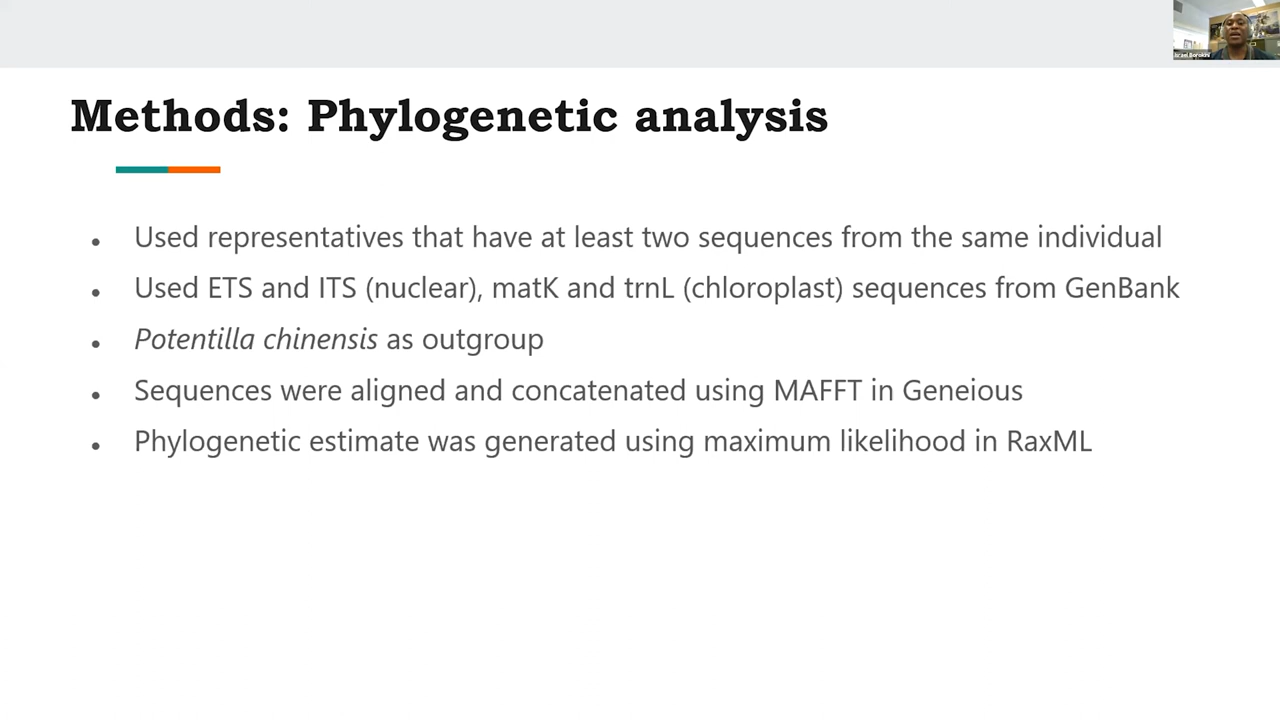 Israel Borokini
Methods: Phylogenetic analysis
• Used representatives that have at least two sequences from the same individual
• Used ETS and ITS (nuclear), matK and trnL (chloroplast) sequences from GenBank
• Potentilla chinensis as outgroup
• Sequences were aligned and concatenated using MAFFT in Geneious
• Phylogenetic estimate was generated using maximum likelihood in RaxML